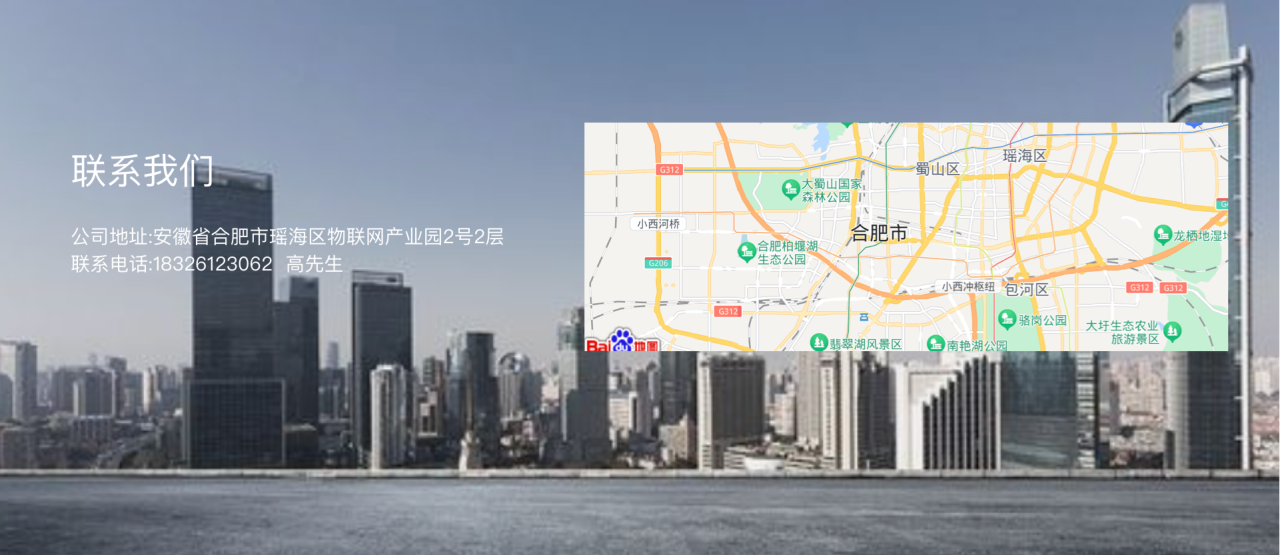 联系我们
公司地址:安徽省合肥市瑶海区物联网产业园2号2层
联系电话:18326123062 高先生
瑶海区
蜀山区
G312
大蜀山国家
森林公园
小西河桥
合肥市
龙栖地湿地
合肥柏堰湖
生态公园
G206
小西冲枢纽
包河区
G312
G312
G312
骆岗公园
大圩生态农业
旅游景区
翡翠湖风景区
南艳湖公园
Bai du 地图